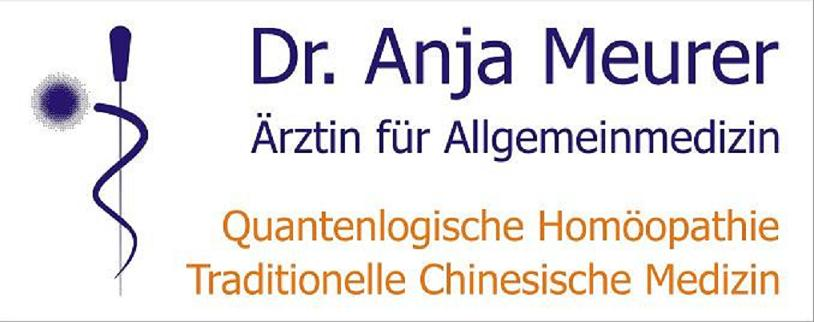 Dr. Anja Meurer
Ärztin für Allgemeinmedizin
Quantenlogische Homöopathie
Traditionelle Chinesische Medizin